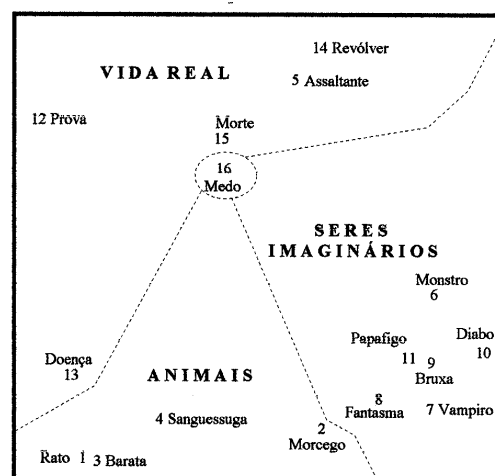 14 Revólver
VIDA REAL
5 Assaltante
12 Prova
Morte
15
16
Medo
SERES
IMAGINÁRIOS
Monstro
6
Papafigo
Diabo
11
9
10
Bruxa
Doença
13
ANIMAIS
8
Fantasma
7 Vampiro
4 Sanguessuga
2
Morcego
Rato 1
3 Barata